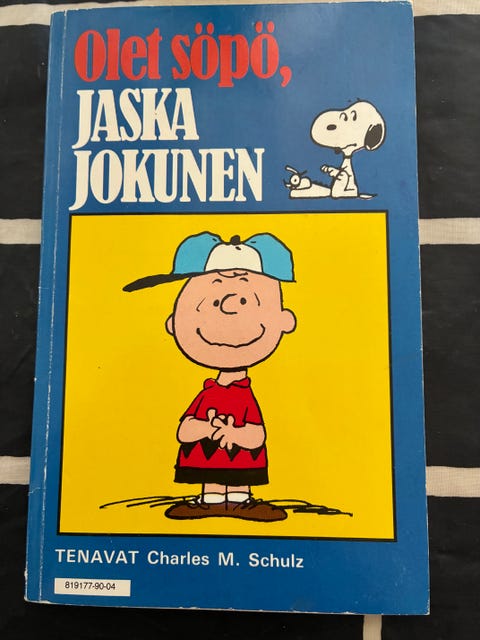 Olet söpö,
JASKA
JOKUNEN
TENAVAT Charles M. Schulz
819177-90-04